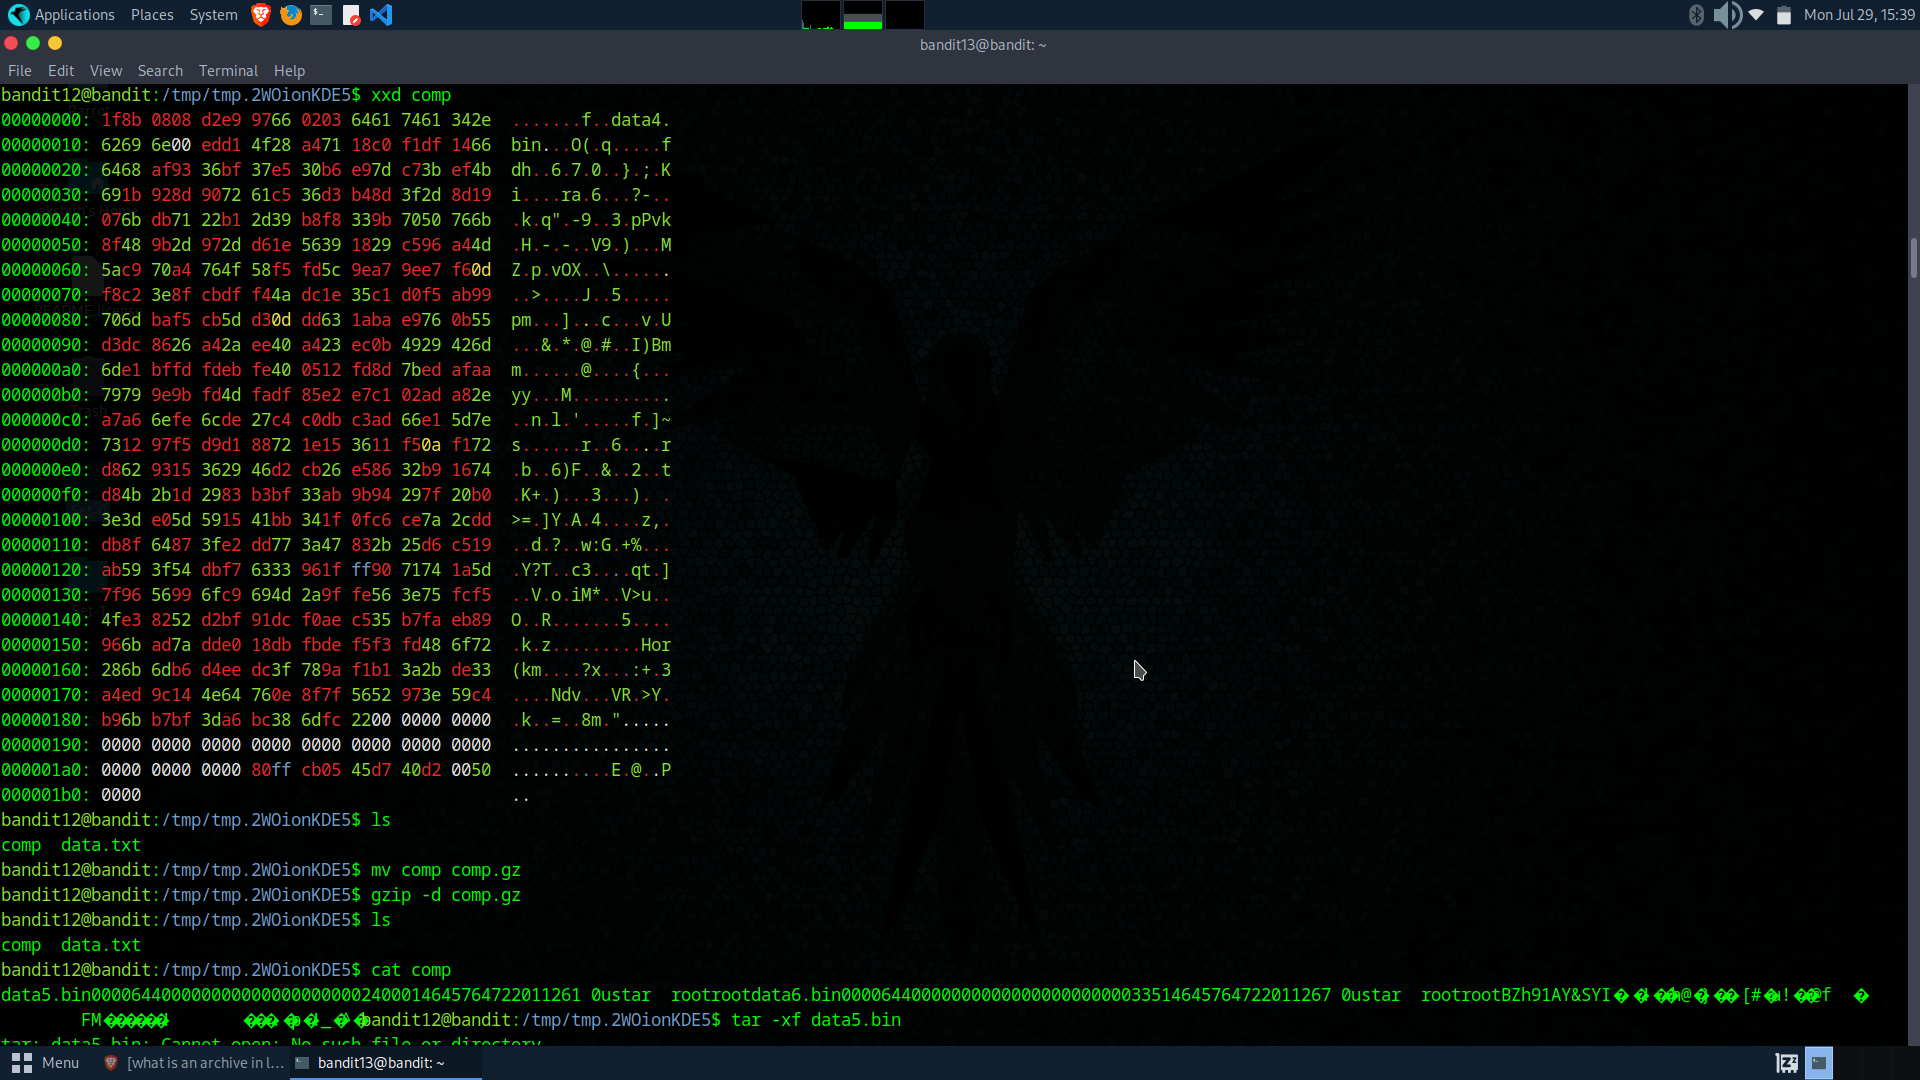 Applications Places System Mon Jul 29, 15:39
bandit13@bandit: ~
File Edit View Search Terminal Help
bandit12@bandit:/tmp/tmp.2WOionKDE5$ xxd comp
00000000: 1f8b 0808 d2e9 9766 0203 6461 7461 342e  .......f..data4.
00000010: 6269 6e00 edd1 4f28 a471 18c0 f1df 1466  bin...O(.q.....f
00000020: 6468 af93 36bf 37e5 30b6 e97d c73b ef4b  dh..6.7.0..}.;.K
00000030: 691b 928d 9072 61c5 36d3 b48d 3f2d 8d19  i....ra.6...?-..
00000040: 076b db71 22b1 2d39 b8f8 339b 7050 766b  .k.q".-9..3.pPvk
00000050: 8f48 9b2d 972d d61e 5639 1829 c596 a44d  .H.-.-..V9.)...M
00000060: 5ac9 70a4 764f 58f5 fd5c 9ea7 9ee7 f60d  Z.p.vOX..\......
00000070: f8c2 3e8f cbdf f44a dc1e 35c1 d0f5 ab99  ..>....J..5.....
00000080: 706d baf5 cb5d d30d dd63 1aba e976 0b55  pm...]...c...v.U
00000090: d3dc 8626 a42a ee40 a423 ec0b 4929 426d  ...&.*.@.#..I)Bm
000000a0: 6de1 bffd fdeb fe40 0512 fd8d 7bed afaa  m......@....{...
000000b0: 7979 9e9b fd4d fadf 85e2 e7c1 02ad a82e  yy...M..........
000000c0: a7a6 6efe 6cde 27c4 c0db c3ad 66e1 5d7e  ..n.l.'.....f.]~
000000d0: 7312 97f5 d9d1 8872 1e15 3611 f50a f172  s......r..6....r
000000e0: d862 9315 3629 46d2 cb26 e586 32b9 1674  .b..6)F..&..2..t
000000f0: d84b 2b1d 2983 b3bf 33ab 9b94 297f 20b0  .K+.)...3...). .
00000100: 3e3d e05d 5915 41bb 341f 0fc6 ce7a 2cdd  >=.]Y.A.4....z,.
00000110: db8f 6487 3fe2 dd77 3a47 832b 25d6 c519  ..d.?..w:G.+%...
00000120: ab59 3f54 dbf7 6333 961f ff90 7174 1a5d  .Y?T..c3....qt.]
00000130: 7f96 5699 6fc9 694d 2a9f fe56 3e75 fcf5  ..V.o.iM*..V>u..
00000140: 4fe3 8252 d2bf 91dc f0ae c535 b7fa eb89  O..R.......5....
00000150: 966b ad7a dde0 18db fbde f5f3 fd48 6f72  .k.z.........Hor
00000160: 286b 6db6 d4ee dc3f 789a f1b1 3a2b de33  (km....?x...:+.3
00000170: a4ed 9c14 4e64 760e 8f7f 5652 973e 59c4  ....Ndv...VR.>Y.
00000180: b96b b7bf 3da6 bc38 6dfc 2200 0000 0000  .k..=..8m.".....
00000190: 0000 0000 0000 0000 0000 0000 0000 0000  ................
000001a0: 0000 0000 0000 80ff cb05 45d7 40d2 0050  ..........E.@..P
000001b0: 0000                                     ..
bandit12@bandit:/tmp/tmp.2WOionKDE5$ ls
comp  data.txt
bandit12@bandit:/tmp/tmp.2WOionKDE5$ mv comp comp.gz
bandit12@bandit:/tmp/tmp.2WOionKDE5$ gzip -d comp.gz
bandit12@bandit:/tmp/tmp.2WOionKDE5$ ls
comp  data.txt
bandit12@bandit:/tmp/tmp.2WOionKDE5$ cat comp
data5.bin0000644000000000000000000002400014645764722011261 0ustar  rootrootdata6.bin0000644000000000000000000000033514645764722011267 0ustar  rootrootBZh91AY&SYI
FM bandit12@bandit:/tmp/tmp.2WOionKDE5$ tar -xf data5.bin
tar: data5.bin: Cannot open: No such file or directory
Menu [what is an archive in l... bandit13@bandit: ~